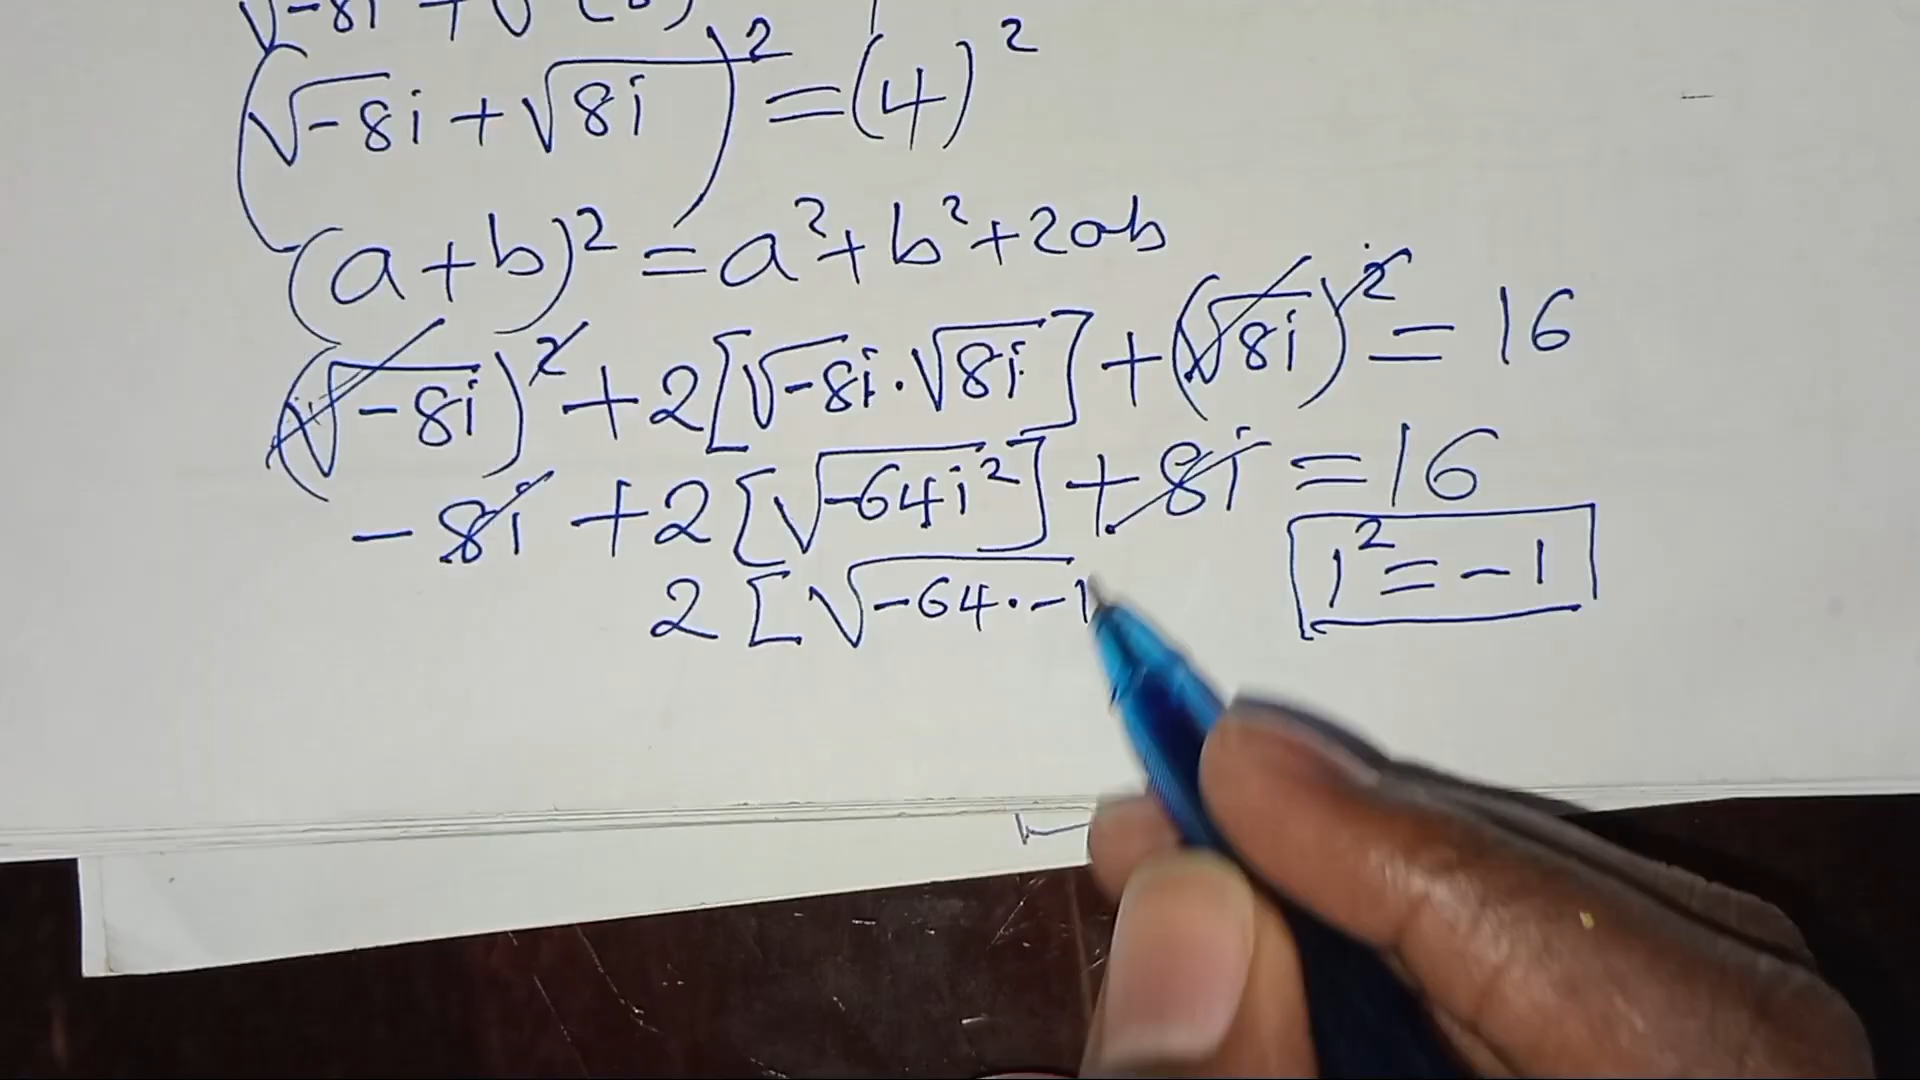 (√-8i + √8i)² = (4)²
(a+b)² = a²+b²+2ab
(√-8i)² + 2[√-8i·√8i] + (√8i)² = 16
-8i + 2[√-64i²] + 8i = 16
2[√-64·-1
i² = -1